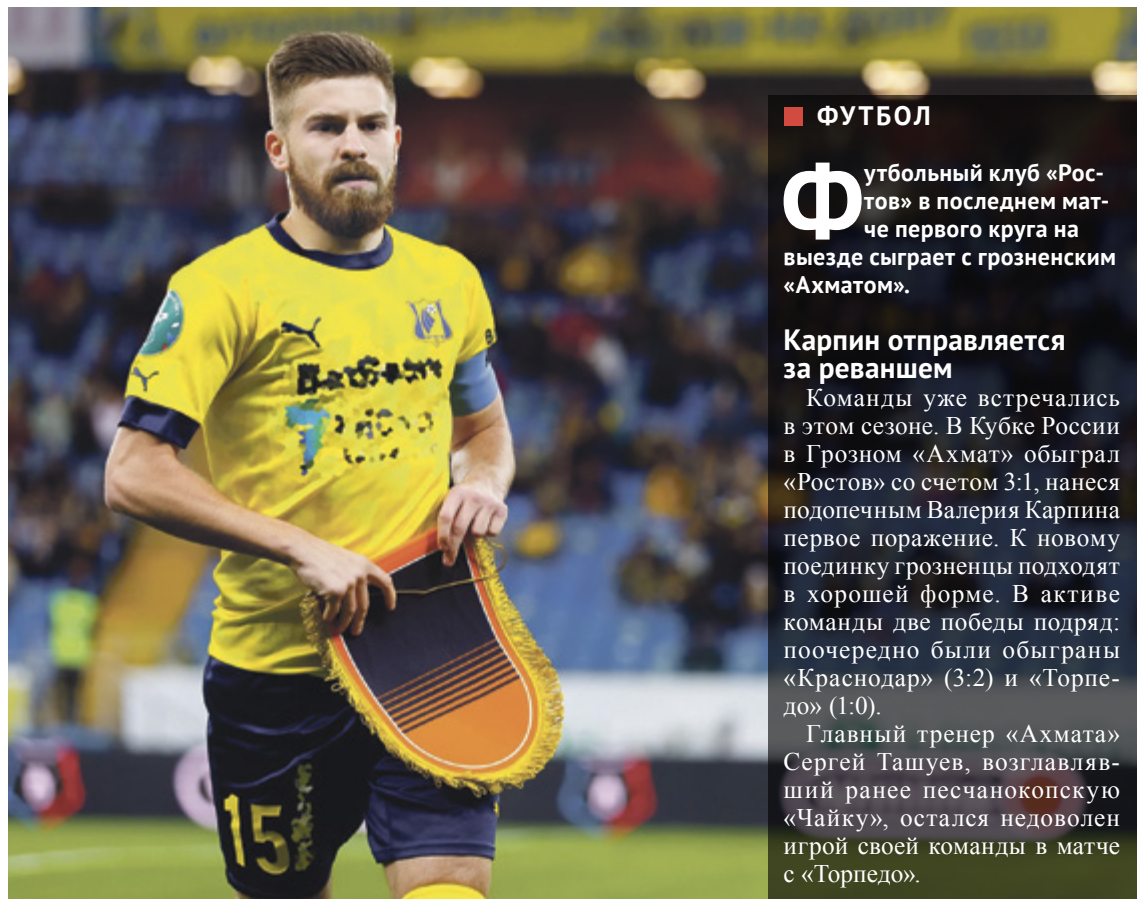 ФУТБОЛ
Футбольный клуб «Рос-
тов» в последнем мат-
че первого круга на
выезде сыграет с грозненским
«Ахматом».
Карпин отправляется
за реваншем
Команды уже встречались
в этом сезоне. В Кубке России
в Грозном «Ахмат» обыграл
«Ростов» со счетом 3:1, нанеся
подопечным Валерия Карпина
первое поражение. К новому
поединку грозненцы подходят
в хорошей форме. В активе
команды две победы подряд:
поочередно были обыграны
«Краснодар» (3:2) и «Торпе-
до» (1:0).
Главный тренер «Ахмата»
Сергей Ташуев, возглавляв-
ший ранее песчанокопскую
«Чайку», остался недоволен
игрой своей команды в матче
с «Торпедо».
15